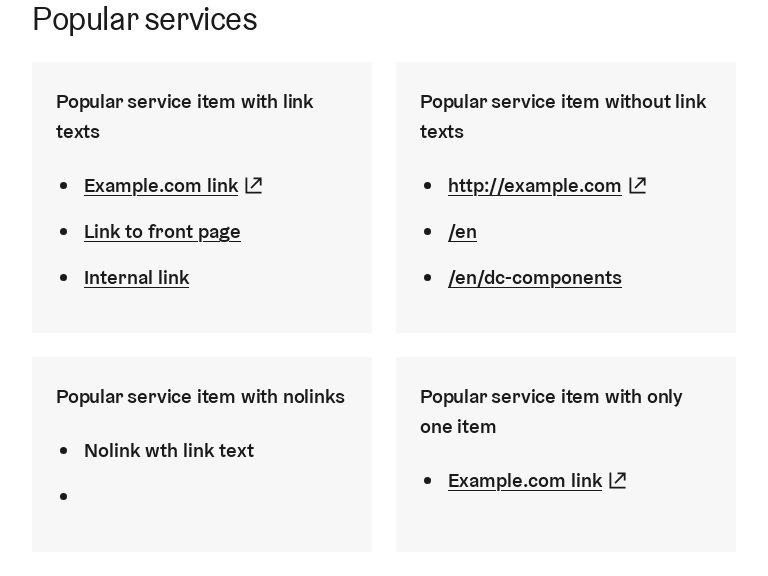 Popular services
Popular service item with link
texts
Example.com link
Link to front page
Internal link
Popular service item without link
texts
http://example.com
/en
/en/dc-components
Popular service item with nolinks
Nolink wth link text
Popular service item with only
one item
Example.com link